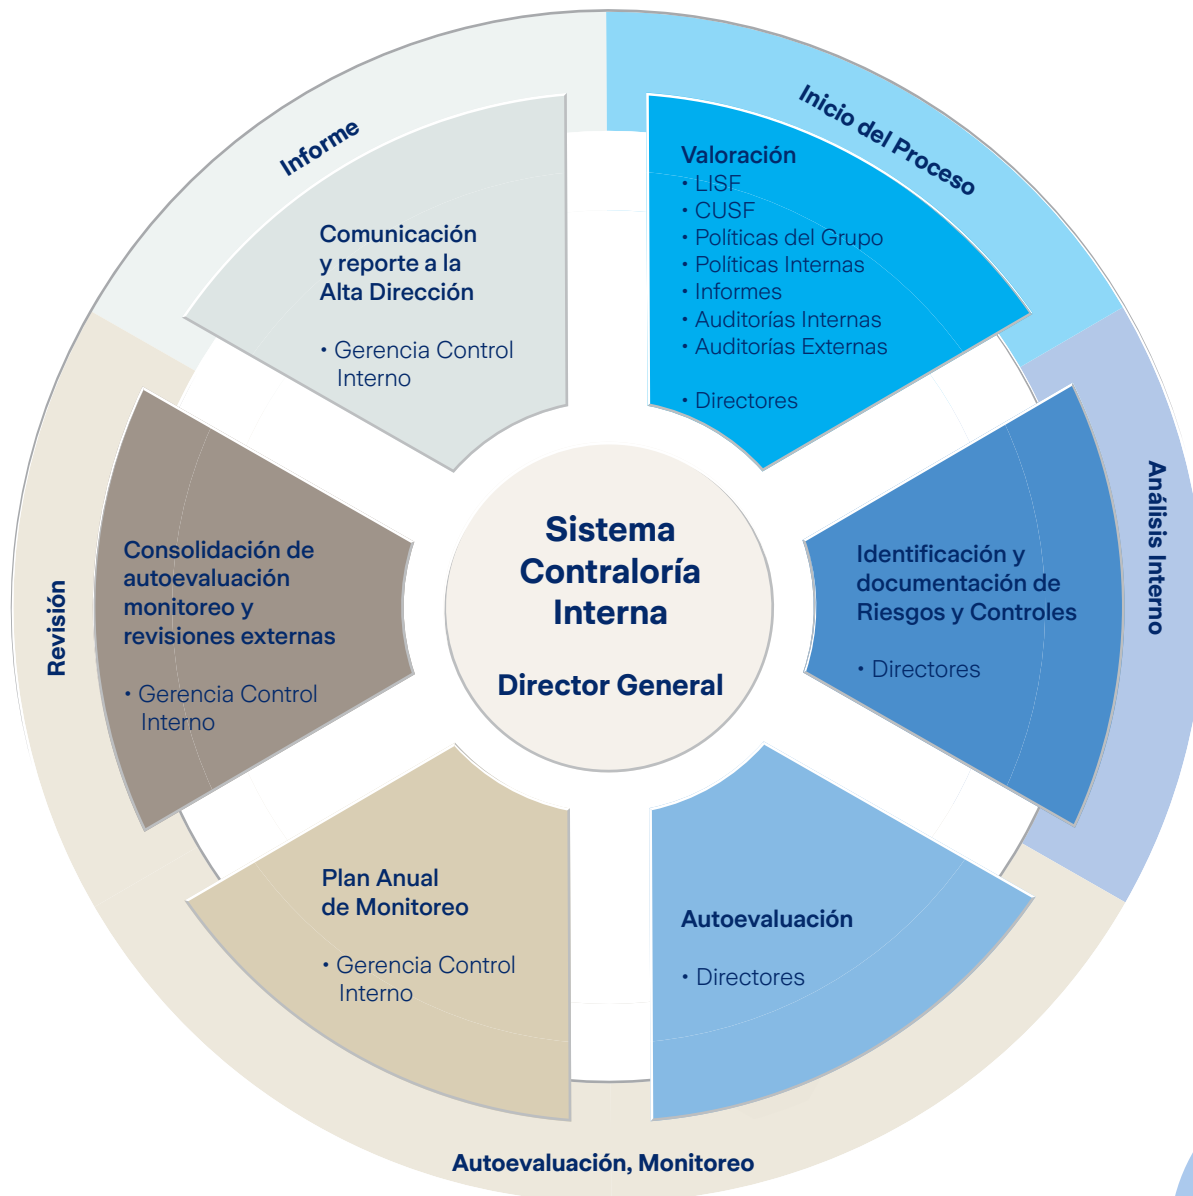 Inicio del Proceso
Valoración
• LISF
• CUSF
• Políticas del Grupo
• Políticas Internas
• Informes
• Auditorías Internas
• Auditorías Externas
• Directores
Análisis Interno
Identificación y
documentación de
Riesgos y Controles
• Directores
Autoevaluación
• Directores
Autoevaluación, Monitoreo
Plan Anual
de Monitoreo
• Gerencia Control
Interno
Revisión
Consolidación de
autoevaluación
monitoreo y
revisiones externas
• Gerencia Control
Interno
Informe
Comunicación
y reporte a la
Alta Dirección
• Gerencia Control
Interno
Sistema
Contraloría
Interna
Director General